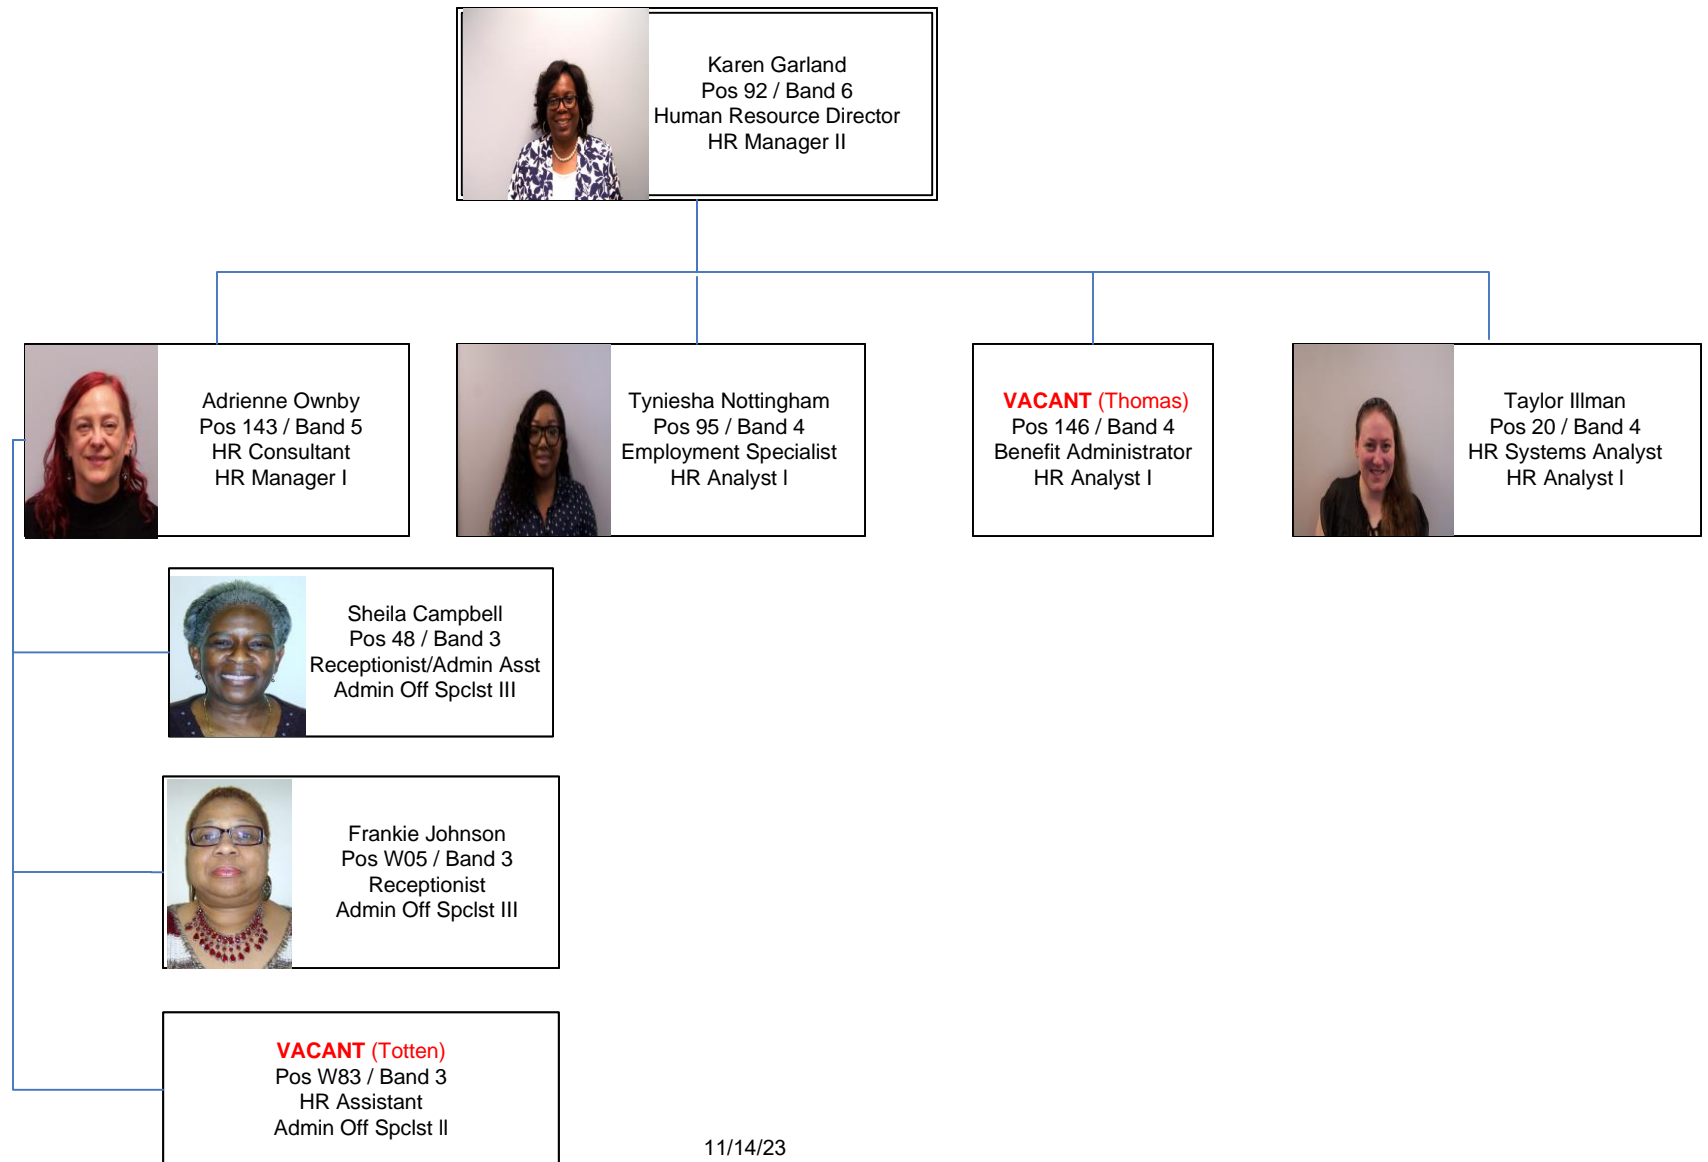 Karen Garland
Pos 92 / Band 6
Human Resource Director
HR Manager II
Adrienne Ownby
Pos 143 / Band 5
HR Consultant
HR Manager I
Tyniesha Nottingham
Pos 95 / Band 4
Employment Specialist
HR Analyst I
VACANT (Thomas)
Pos 146 / Band 4
Benefit Administrator
HR Analyst I
Taylor Illman
Pos 20 / Band 4
HR Systems Analyst
HR Analyst I
Sheila Campbell
Pos 48 / Band 3
Receptionist/Admin Asst
Admin Off Spclst III
Frankie Johnson
Pos W05 / Band 3
Receptionist
Admin Off Spclst III
VACANT (Totten)
Pos W83 / Band 3
HR Assistant
Admin Off Spclst II
11/14/23